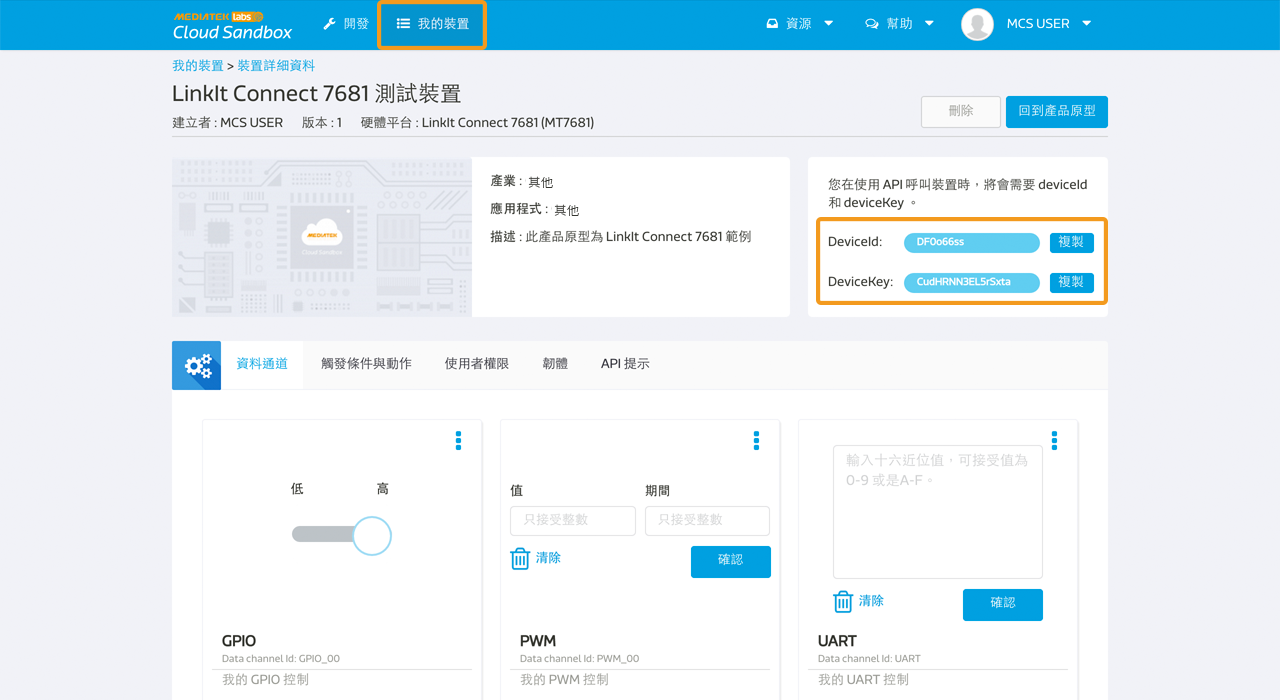 MEDIATEK labs
Cloud Sandbox
開發
我的裝置
資源
幫助
MCS USER
我的裝置 > 裝置詳細資料
LinkIt Connect 7681 測試裝置
建立者 : MCS USER 版本 : 1 硬體平台 : LinkIt Connect 7681 (MT7681)
刪除
回到產品原型
MEDIATEK
Cloud Sandbox
產業 : 其他
應用程式 : 其他
描述 : 此產品原型為 LinkIt Connect 7681 範例
您在使用 API 呼叫裝置時，將會需要 deviceId
和 deviceKey 。
DeviceId: DF0o66ss 複製
DeviceKey: CudHRNN3EL5rSxta 複製
資料通道
觸發條件與動作
使用者權限
韌體
API 提示
低 高
GPIO
Data channel Id: GPIO_00
我的 GPIO 控制
值 期間
只接受整數 只接受整數
清除 確認
PWM
Data channel Id: PWM_00
我的 PWM 控制
輸入十六近位值，可接受值為
0-9 或是A-F。
清除 確認
UART
Data channel Id: UART
我的 UART 控制